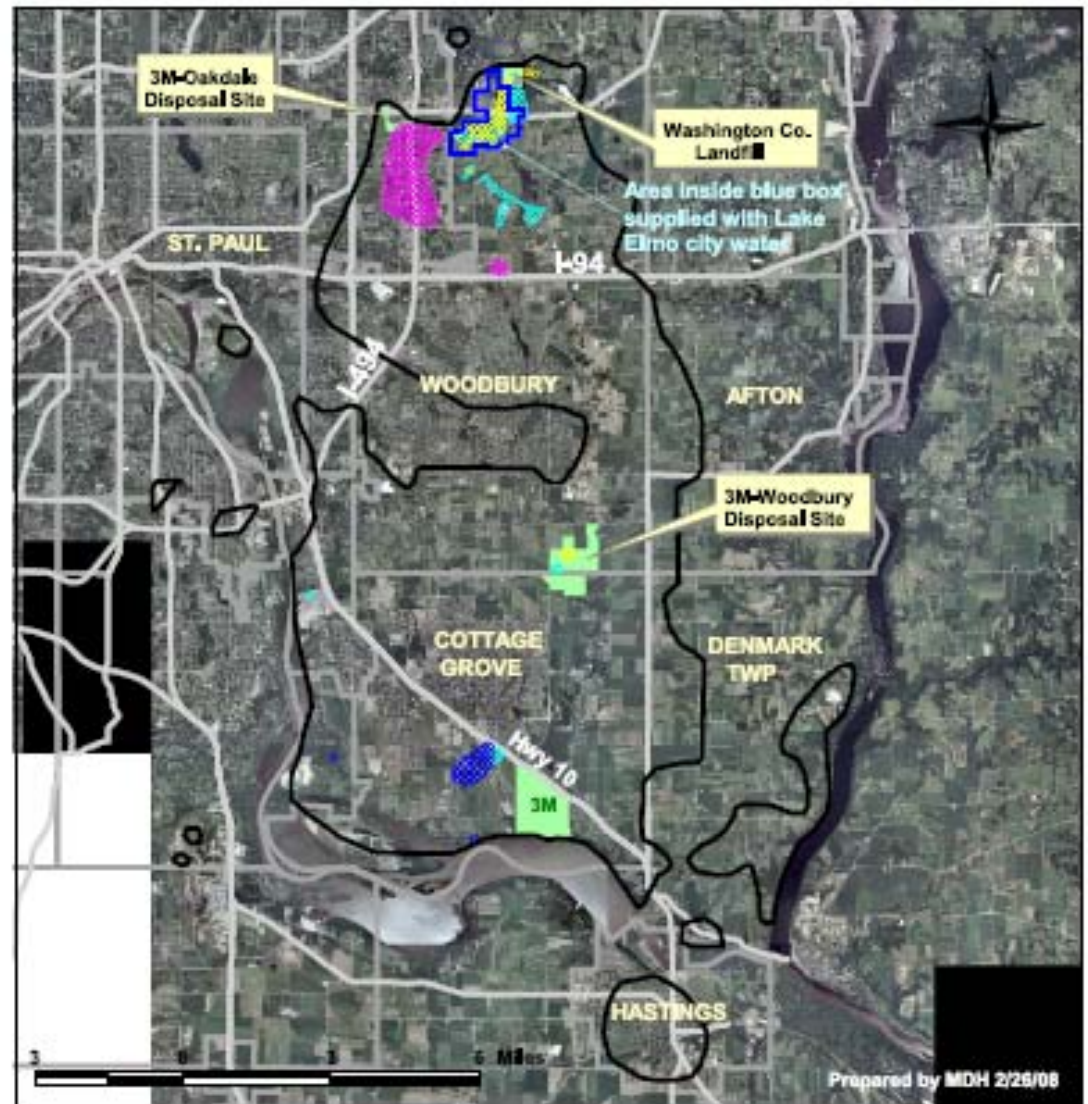 3M-Oakdale
Disposal Site
Washington Co.
Landfill
Area inside blue box
supplied with Lake
Elmo city water
ST. PAUL
I-94
I-494
WOODBURY
AFTON
3M-Woodbury
Disposal Site
COTTAGE
GROVE
DENMARK
TWP
Hwy 10
3M
HASTINGS
3 0 3 6 Miles
Prepared by MDH 2/26/08